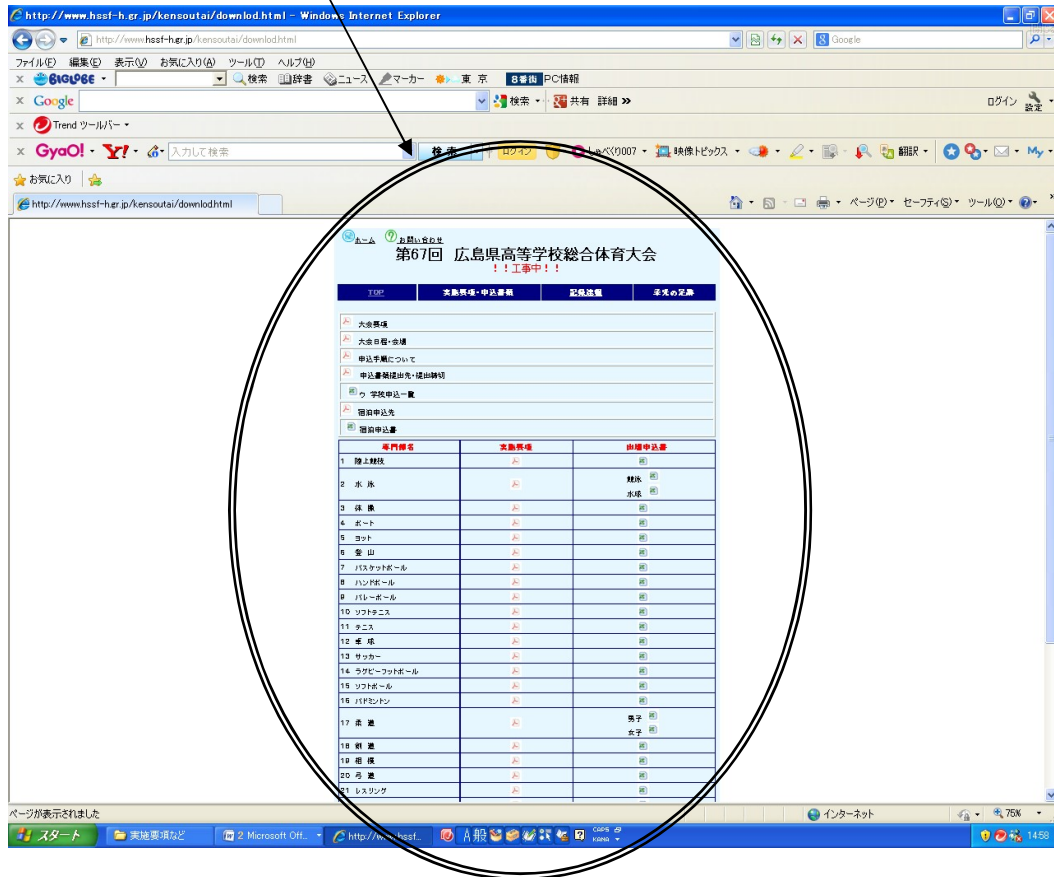 http://www.hssf-h.gr.jp/kensoutai/downlod.html - Windows Internet Explorer
http://www.hssf-h.gr.jp/kensoutai/downlod.html
Google
ファイル(F) 編集(E) 表示(V) お気に入り(A) ツール(T) ヘルプ(H)
BIGLOBE 検索 辞書 ニュース マーカー 東 京 8番街 PC情報
Google 検索 共有 詳細 » ログイン 設定
Trend ツールバー
GyaO! Y! 入力して検索 検索 ログイン しゃべくり007 映像トピックス 翻訳 My
お気に入り
http://www.hssf-h.gr.jp/kensoutai/downlod.html
ページ(P) セーフティ(S) ツール(O)
ホーム お問い合わせ
第67回 広島県高等学校総合体育大会
!!工事中!!
TOP 実施要項・申込書類 記録速報 栄光の足跡
大会要項
大会日程・会場
申込手順について
申込書類提出先・提出締切
ウ 学校申込一覧
宿泊申込先
宿泊申込書
専門部名 実施要項 出場申込書
1 陸上競技
2 水 泳 競泳 水球
3 体 操
4 ボート
5 ヨット
6 登 山
7 バスケットボール
8 ハンドボール
9 バレーボール
10 ソフトテニス
11 テニス
12 卓 球
13 サッカー
14 ラグビーフットボール
15 ソフトボール
16 バドミントン
17 柔 道 男子 女子
18 剣 道
19 相 撲
20 弓 道
21 レスリング
ページが表示されました インターネット 75%
スタート 実施要項など 2 Microsoft Off... http://www.hssf... A 般 CAPS KANA 14:58